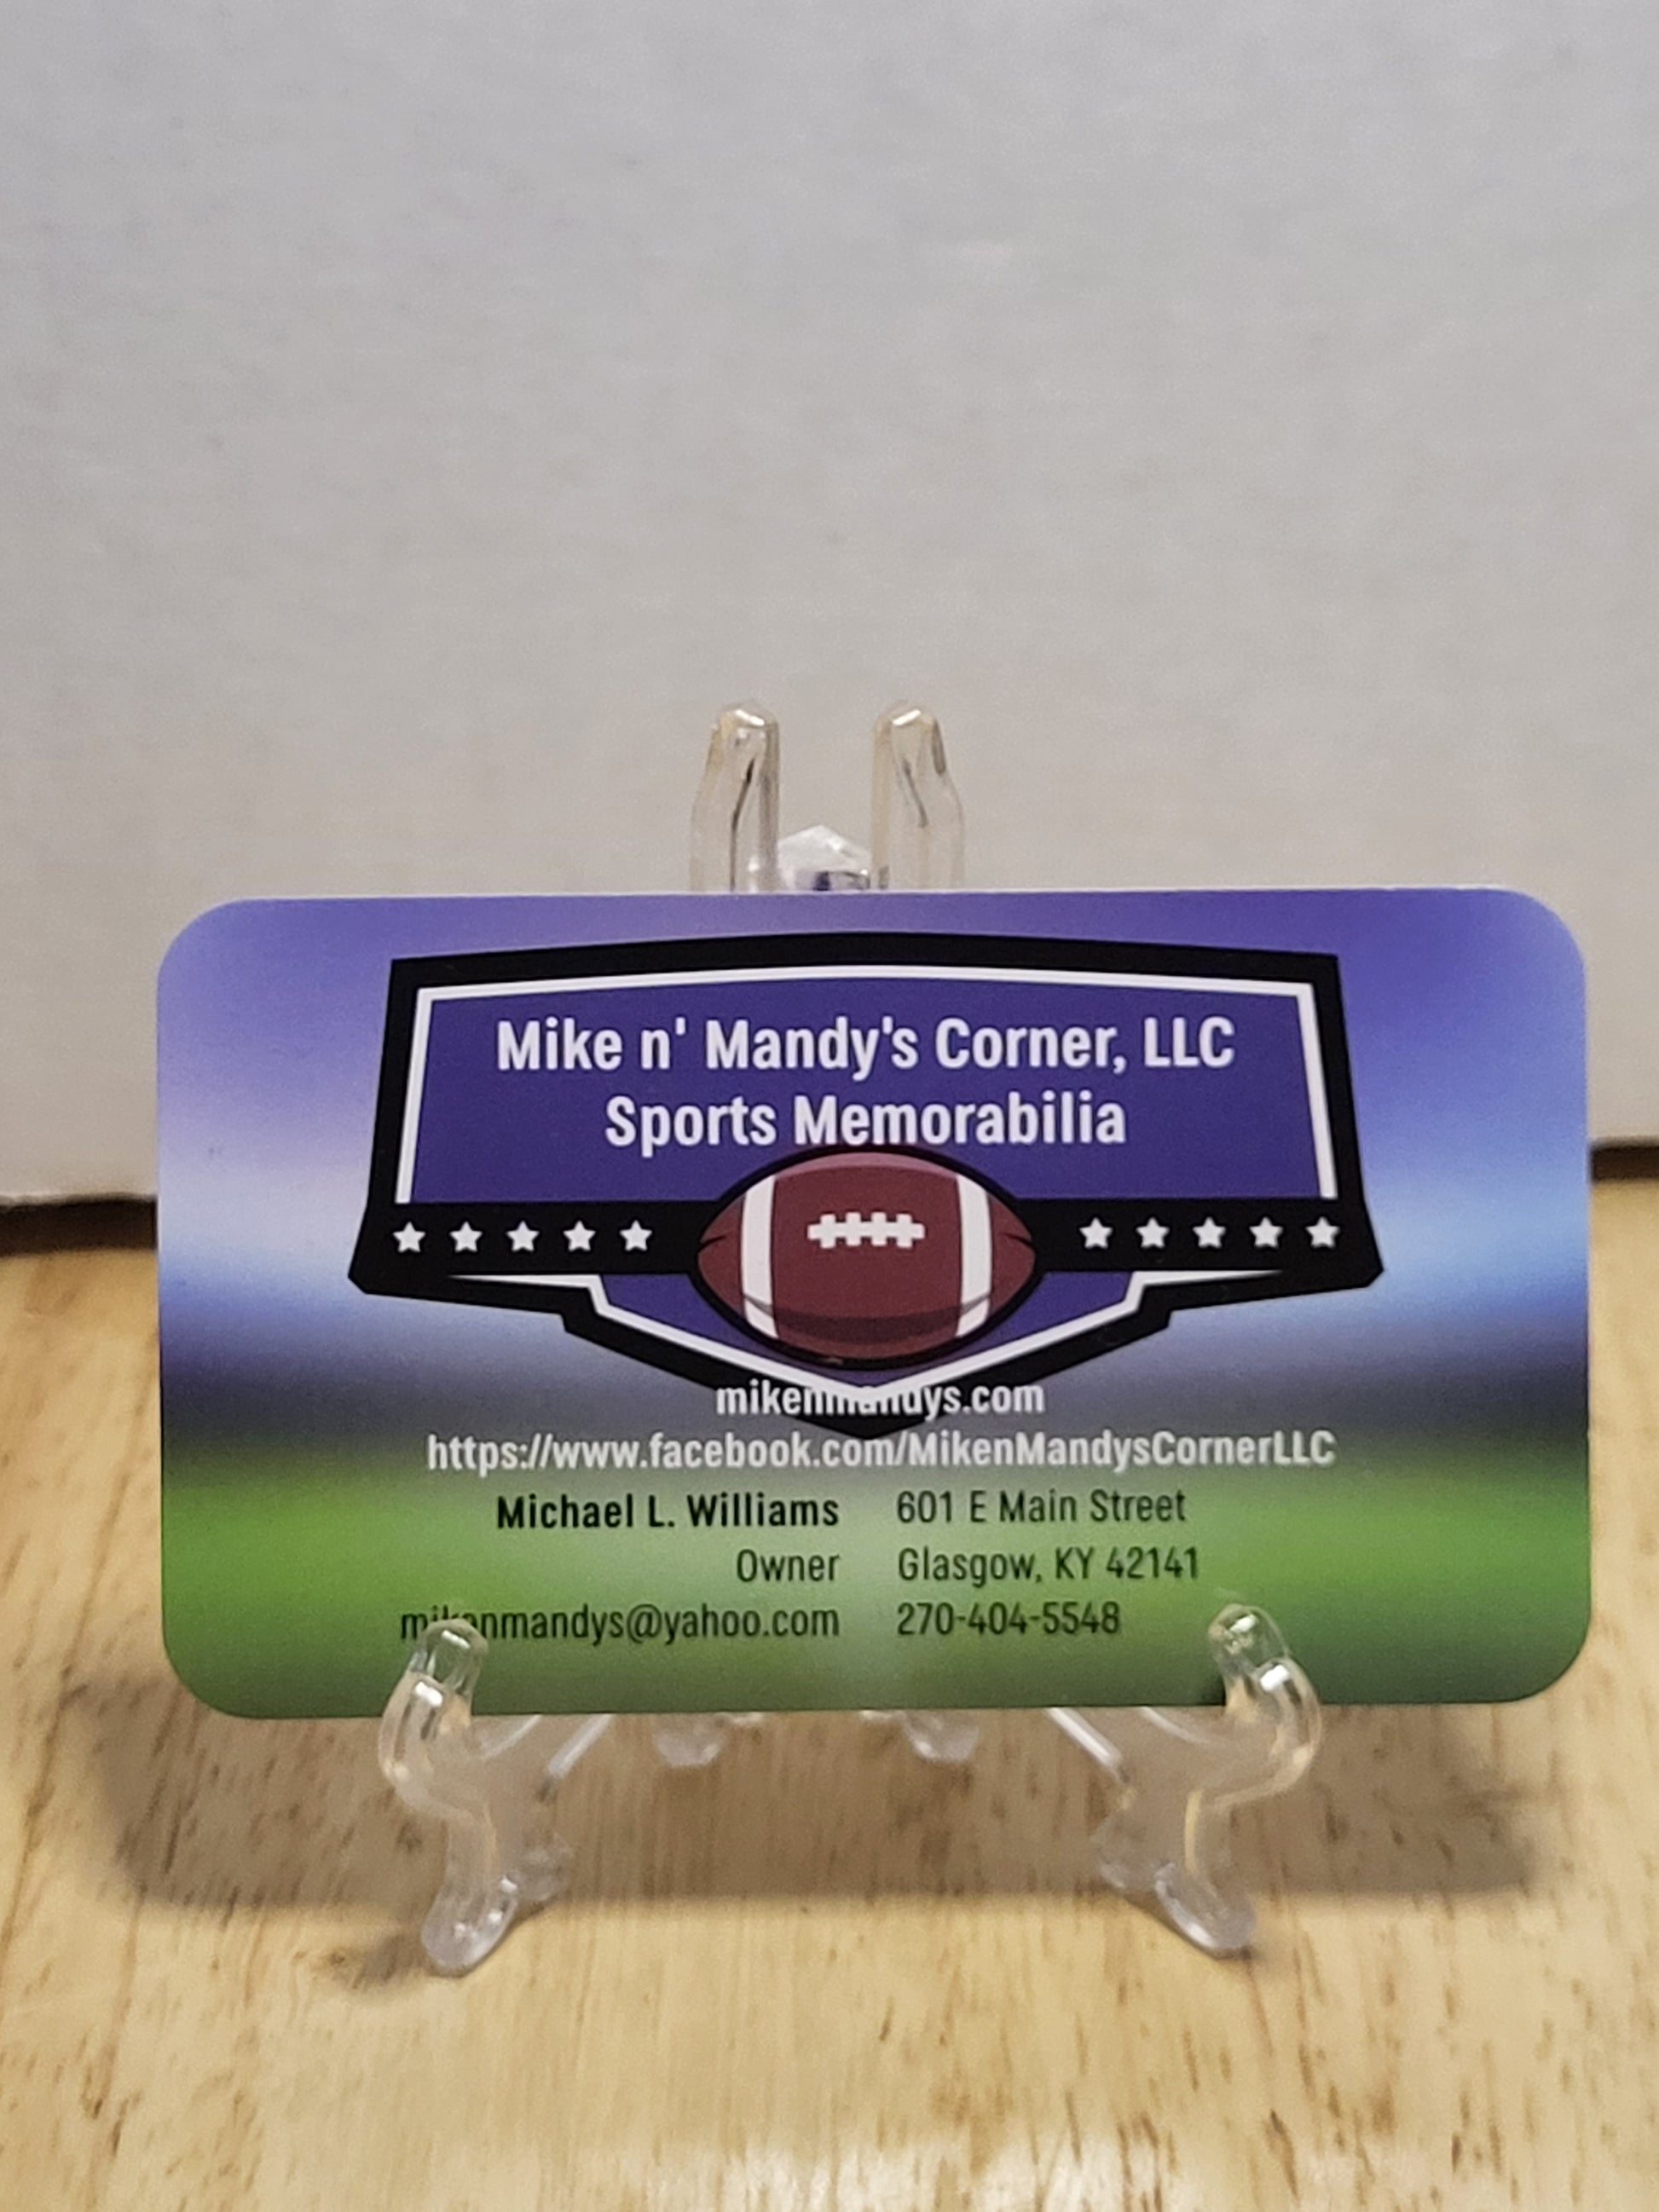 Mike n' Mandy's Corner, LLC
Sports Memorabilia
mikenmandys.com
https://www.facebook.com/MikenMandysCornerLLC
Michael L. Williams
Owner
mikenmandys@yahoo.com
601 E Main Street
Glasgow, KY 42141
270-404-5548